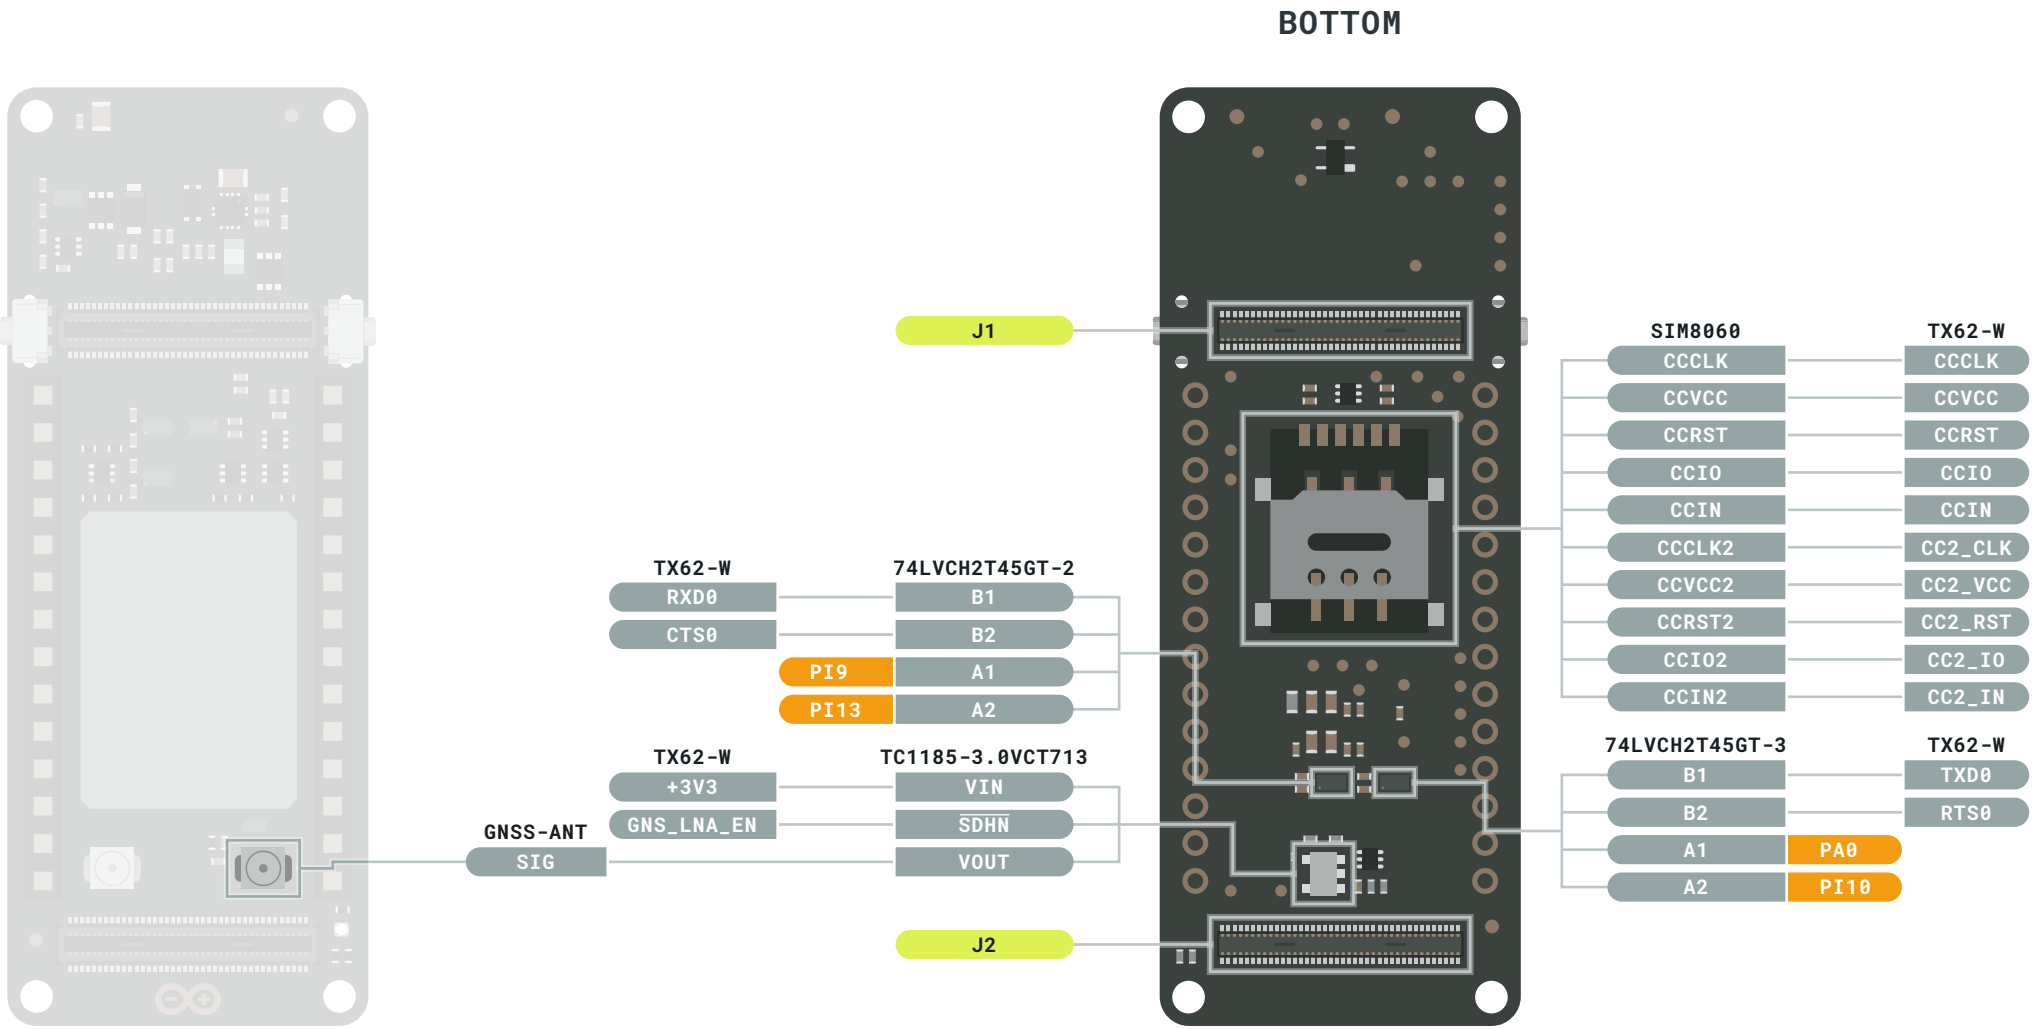 BOTTOM
J1
TX62-W 74LVCH2T45GT-2
RXD0 B1
CTS0 B2
PI9 A1
PI13 A2
TX62-W TC1185-3.0VCT713
+3V3 VIN
GNS_LNA_EN SDHN
GNSS-ANT
SIG VOUT
J2
SIM8060 TX62-W
CCCLK CCCLK
CCVCC CCVCC
CCRST CCRST
CCIO CCIO
CCIN CCIN
CCCLK2 CC2_CLK
CCVCC2 CC2_VCC
CCRST2 CC2_RST
CCIO2 CC2_IO
CCIN2 CC2_IN
74LVCH2T45GT-3 TX62-W
B1 TXD0
B2 RTS0
A1 PA0
A2 PI10